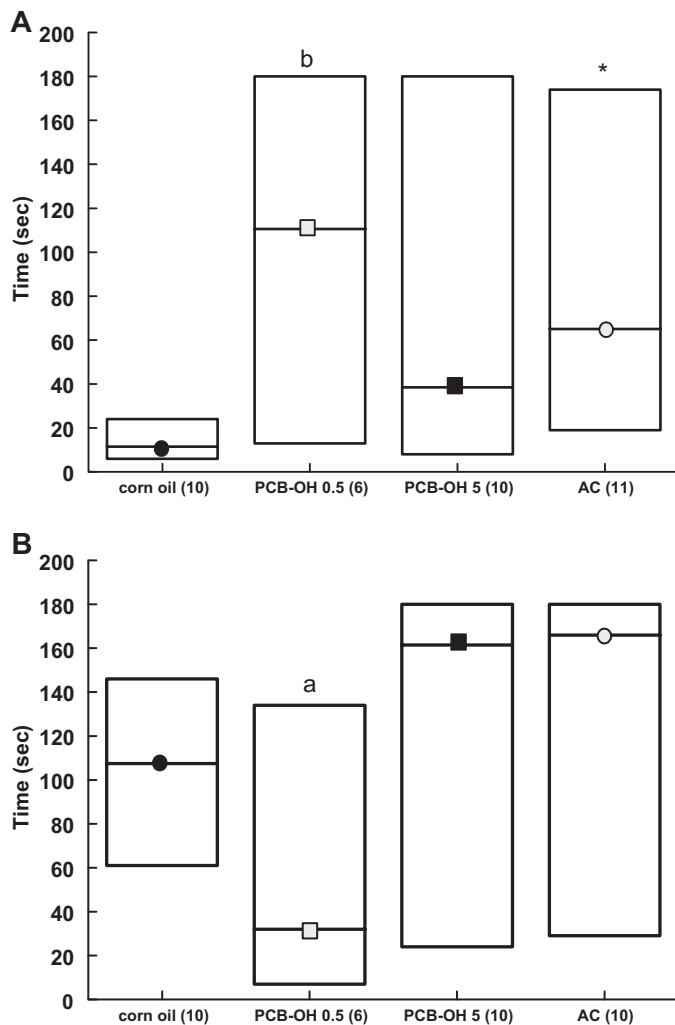 A
200
180
160
140
120
100
80
60
40
20
0
Time (sec)
b
*
corn oil (10) PCB-OH 0.5 (6) PCB-OH 5 (10) AC (11)
B
200
180
160
140
120
100
80
60
40
20
0
Time (sec)
a
corn oil (10) PCB-OH 0.5 (6) PCB-OH 5 (10) AC (10)